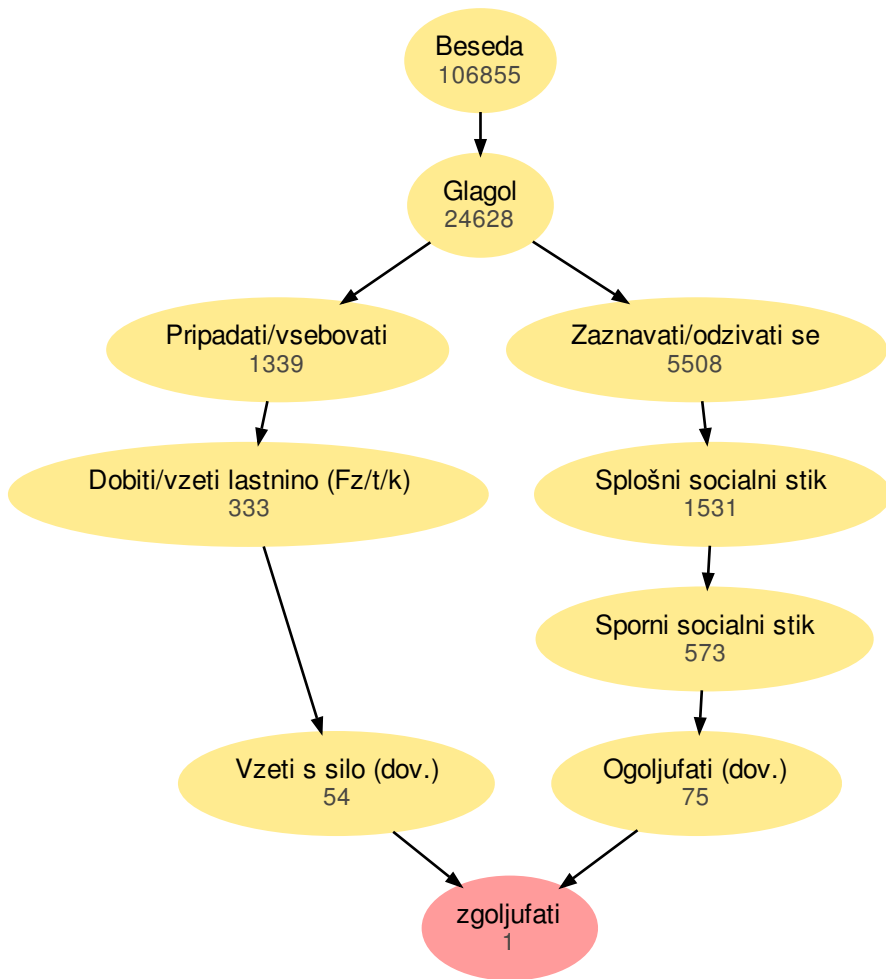 Beseda
106855
Glagol
24628
Pripadati/vsebovati
1339
Zaznavati/odzivati se
5508
Dobiti/vzeti lastnino (Fz/t/k)
333
Splošni socialni stik
1531
Sporni socialni stik
573
Vzeti s silo (dov.)
54
Ogoljufati (dov.)
75
zgoljufati
1